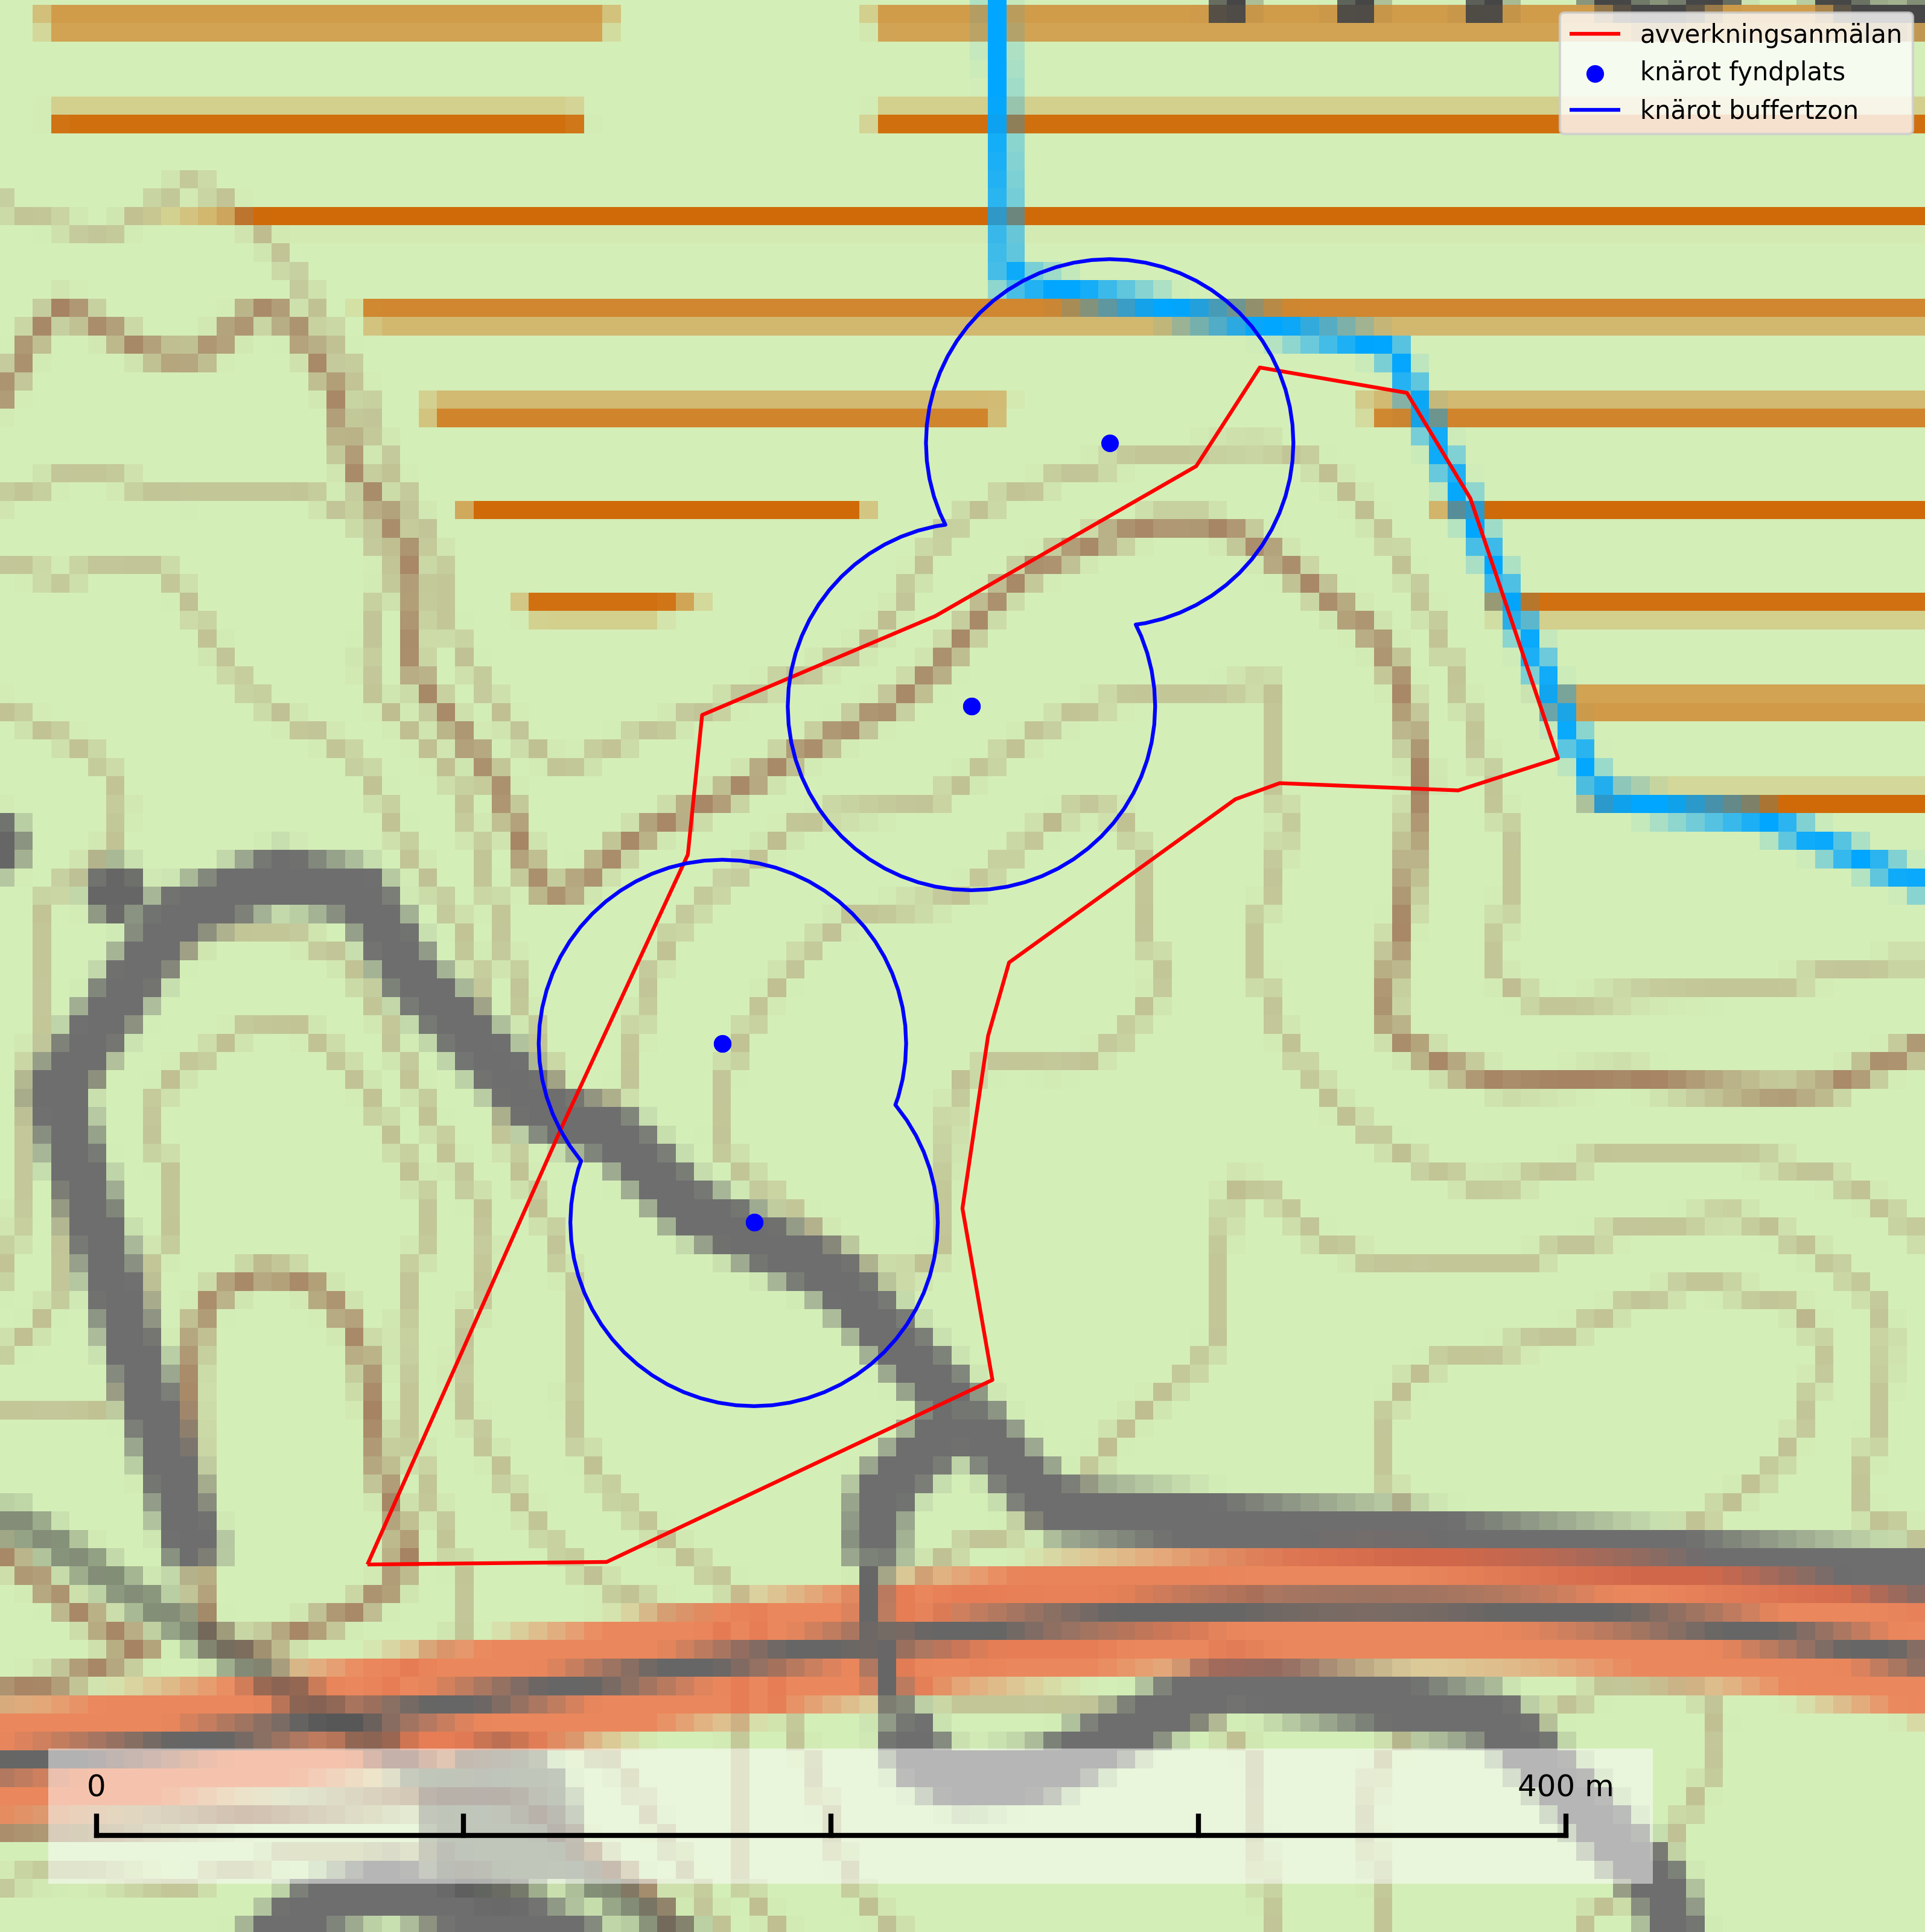 avverkningsanmälan
knärot fyndplats
knärot buffertzon
0
400 m